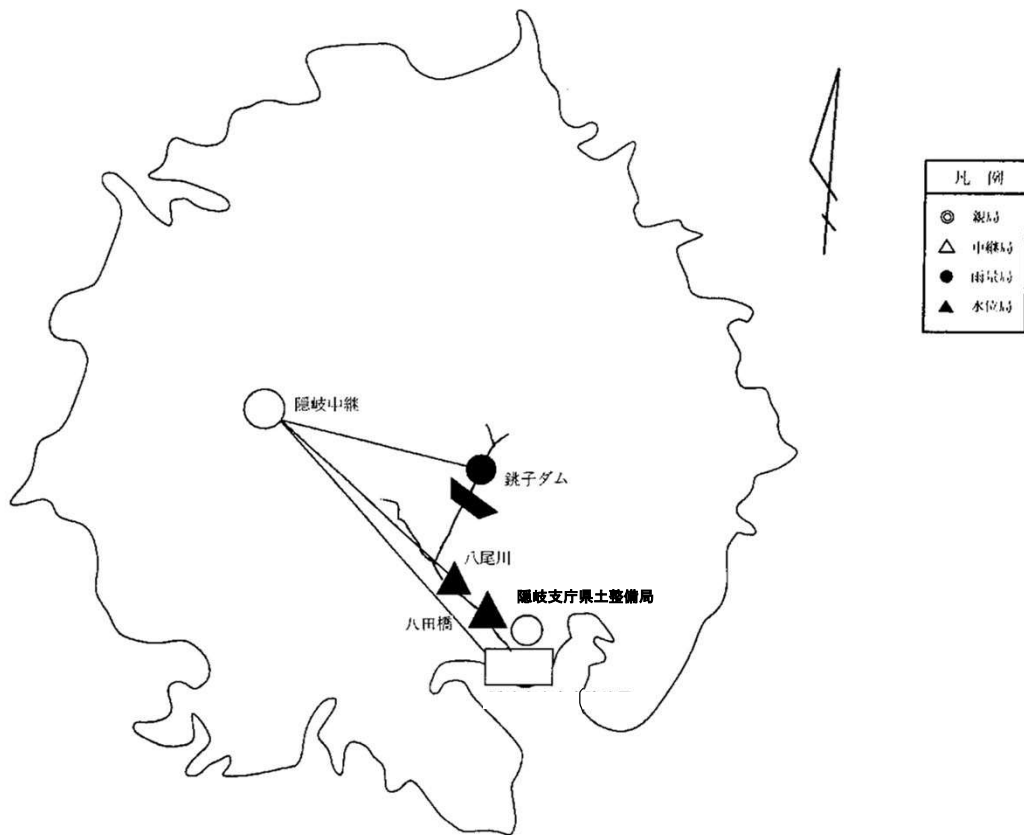 凡 例
親局
中継局
雨量局
水位局
隠岐中継
銚子ダム
八尾川
隠岐支庁県土整備局
八田橋